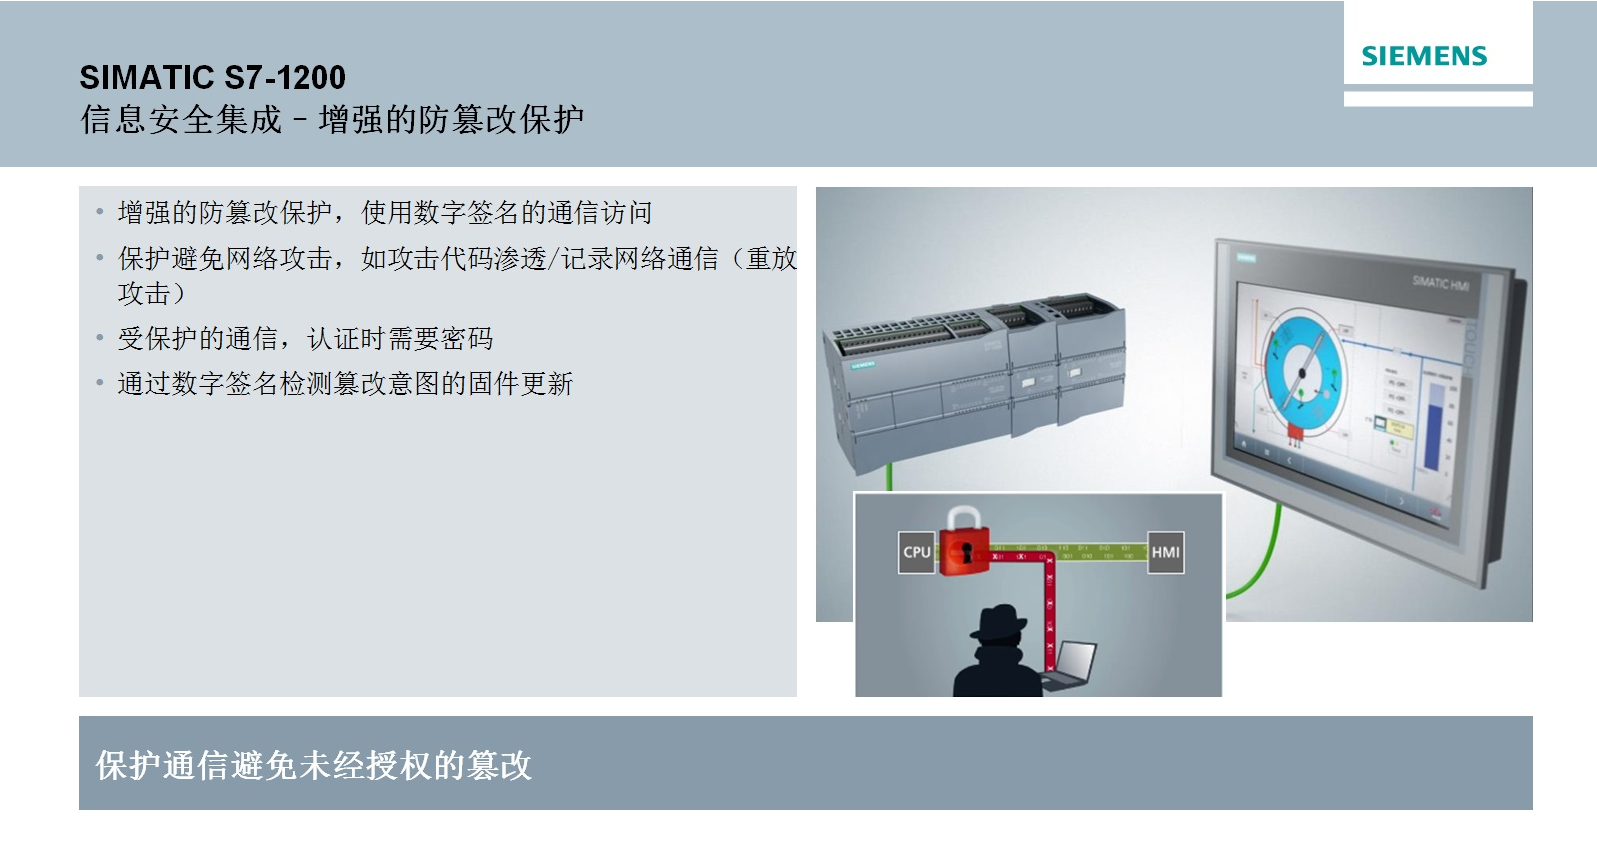 SIEMENS
SIMATIC S7-1200
信息安全集成 - 增强的防篡改保护
• 增强的防篡改保护，使用数字签名的通信访问
• 保护避免网络攻击，如攻击代码渗透/记录网络通信（重放
攻击）
• 受保护的通信，认证时需要密码
• 通过数字签名检测篡改意图的固件更新
SIEMENS
SIMATIC HMI
TOUCH
SIEMENS
CPU
HMI
保护通信避免未经授权的篡改